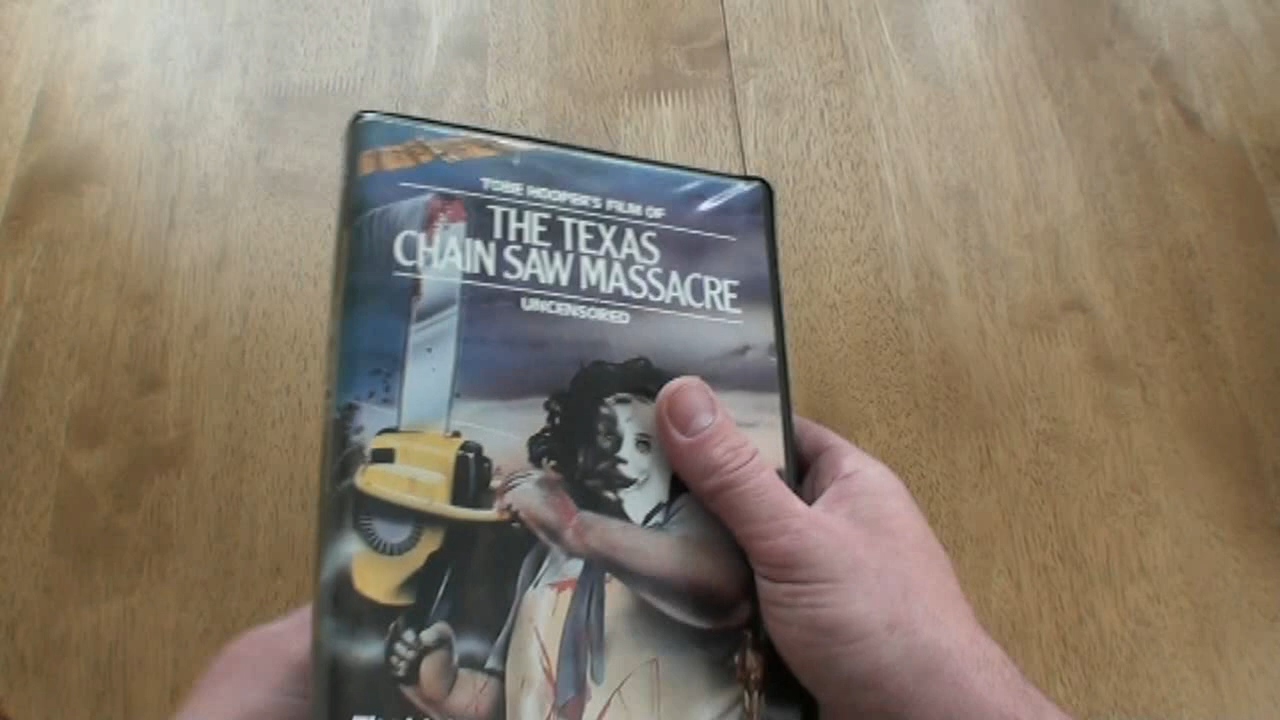 TOBE HOOPER'S FILM OF
THE TEXAS
CHAIN SAW MASSACRE
UNCENSORED